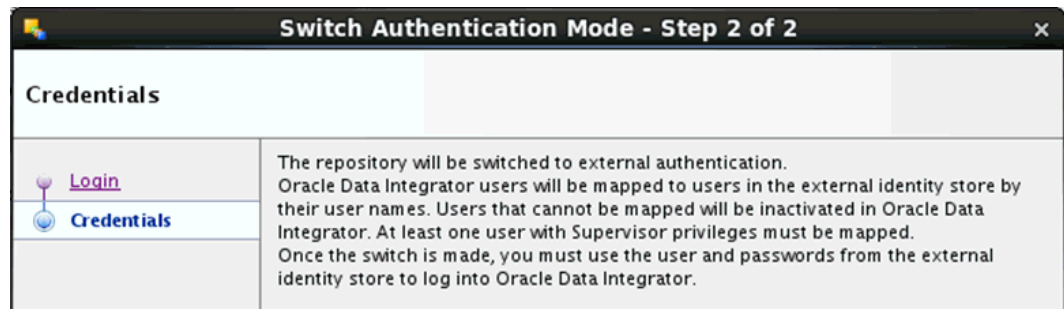 Switch Authentication Mode - Step 2 of 2
Credentials
Login
Credentials
The repository will be switched to external authentication.
Oracle Data Integrator users will be mapped to users in the external identity store by
their user names. Users that cannot be mapped will be inactivated in Oracle Data
Integrator. At least one user with Supervisor privileges must be mapped.
Once the switch is made, you must use the user and passwords from the external
identity store to log into Oracle Data Integrator.